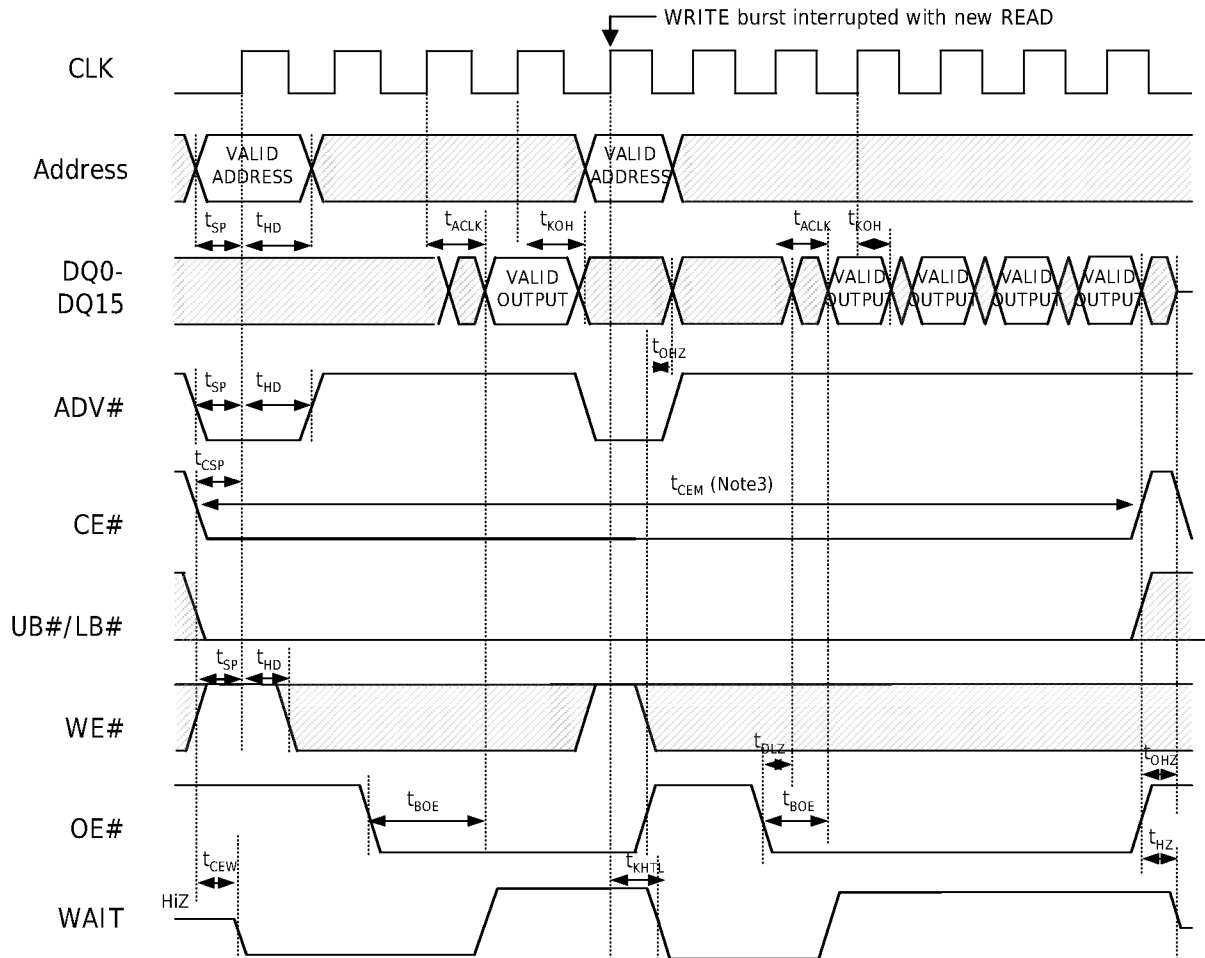 WRITE burst interrupted with new READ
CLK
Address
VALID
ADDRESS
VALID
ADDRESS
tSP
tHD
tACLK
tKOH
tACLK
tKOH
DQ0-
DQ15
VALID
OUTPUT
VALID
OUTPUT
VALID
OUTPUT
VALID
OUTPUT
VALID
OUTPUT
tOHZ
ADV#
tSP
tHD
tCSP
tCEM (Note3)
CE#
UB#/LB#
tSP
tHD
WE#
tOLZ
tOHZ
OE#
tBOE
tBOE
tCEW
tKHTL
tHZ
HiZ
WAIT